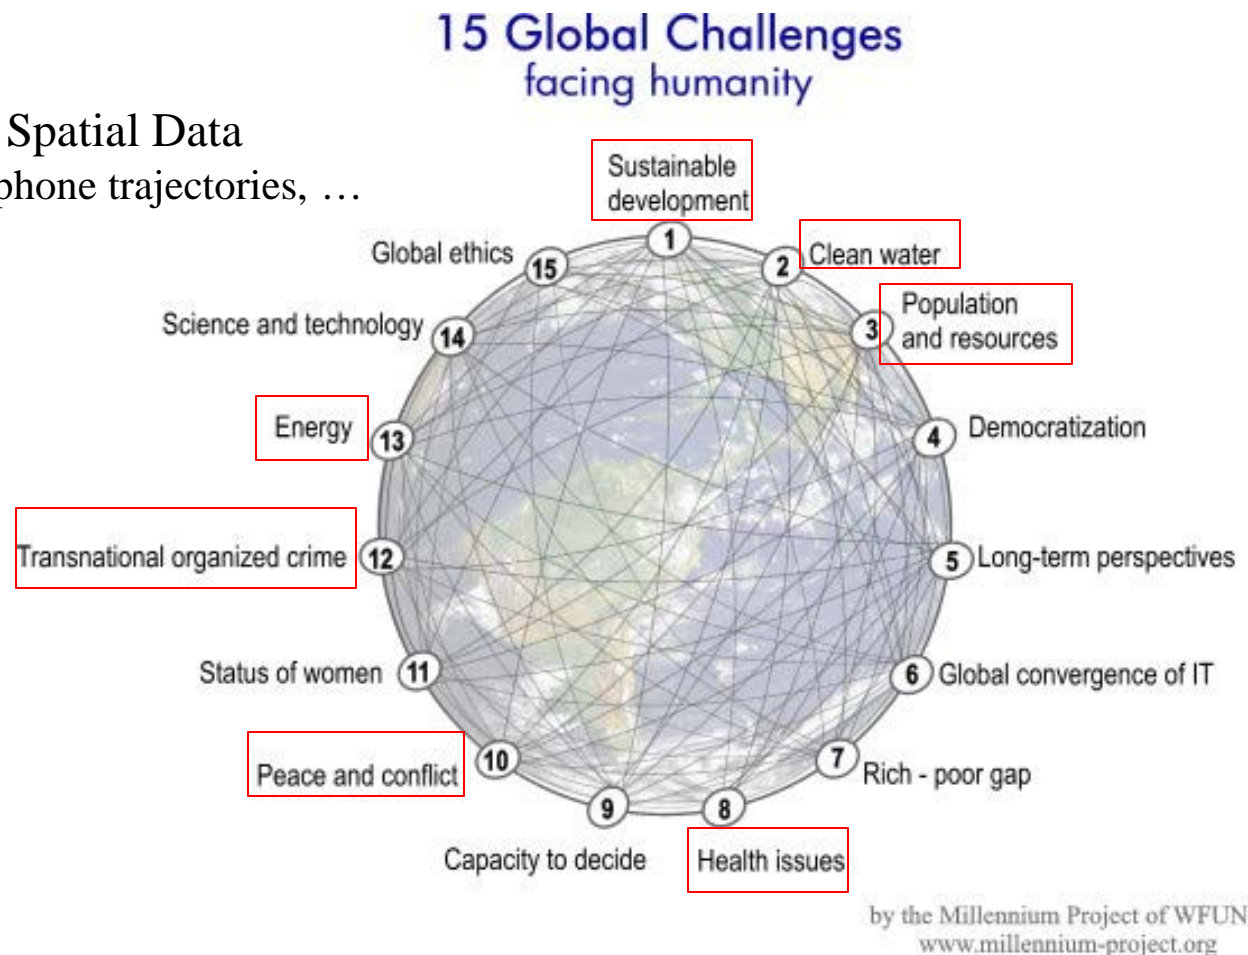 15 Global Challenges
facing humanity
Spatial Data
phone trajectories, …
Sustainable
development
1
2
Clean water
3
Population
and resources
4
Democratization
5
Long-term perspectives
6
Global convergence of IT
7
Rich - poor gap
8
Health issues
9
Capacity to decide
10
Peace and conflict
11
Status of women
12
Transnational organized crime
13
Energy
14
Science and technology
15
Global ethics
by the Millennium Project of WFUN
www.millennium-project.org